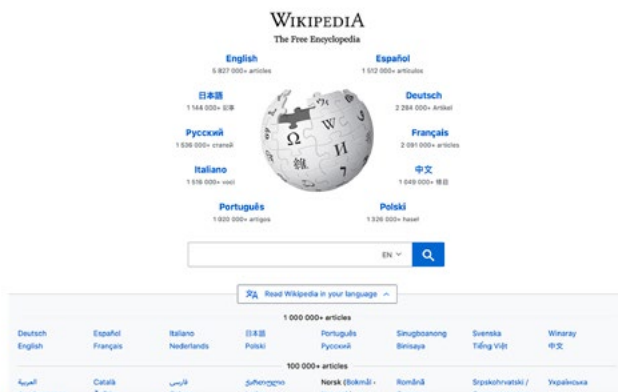 WIKIPEDIA
The Free Encyclopedia
English
5 827 000+ articles
Español
1 512 000+ artículos
日本語
1 144 000+ 記事
Deutsch
2 284 000+ Artikel
Русский
1 536 000+ статей
Français
2 091 000+ articles
Italiano
1 516 000+ voci
中文
1 049 000+ 條目
Português
1 020 000+ artigos
Polski
1 326 000+ haseł
Ω W И 維
EN
Read Wikipedia in your language
1 000 000+ articles
Deutsch Español Italiano 日本語 Português Sinugboanong Svenska Winaray
English Français Nederlands Polski Русский Binisaya Tiếng Việt 中文
100 000+ articles
العربية Català فارسی ქართული Norsk (Bokmål · Română Srpskohrvatski / Українська